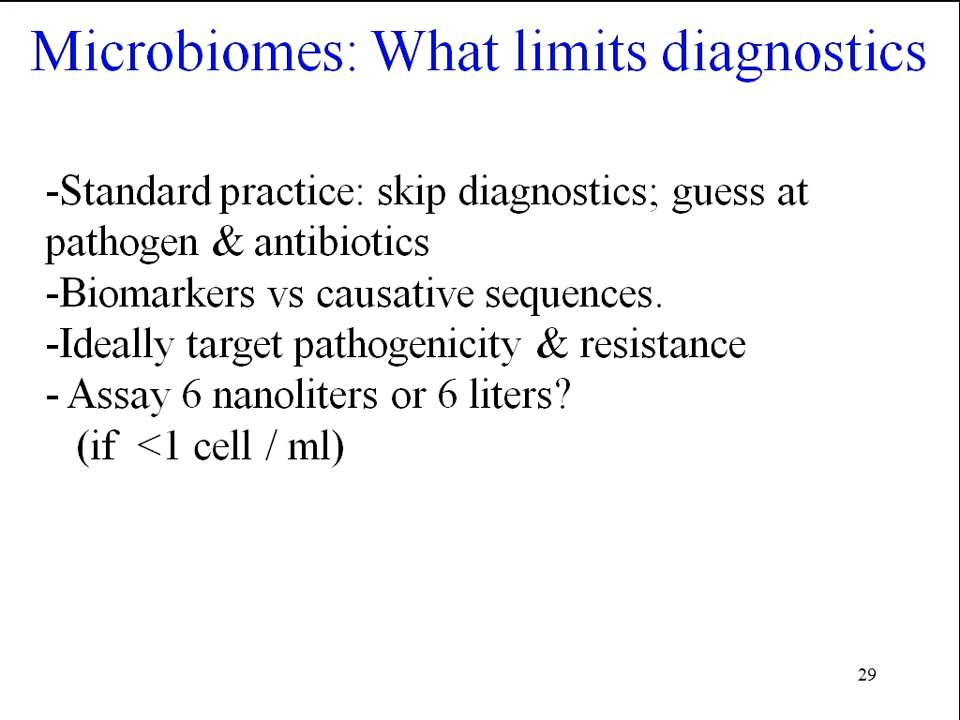 Microbiomes: What limits diagnostics
-Standard practice: skip diagnostics; guess at
pathogen & antibiotics
-Biomarkers vs causative sequences.
-Ideally target pathogenicity & resistance
- Assay 6 nanoliters or 6 liters?
(if <1 cell / ml)
29